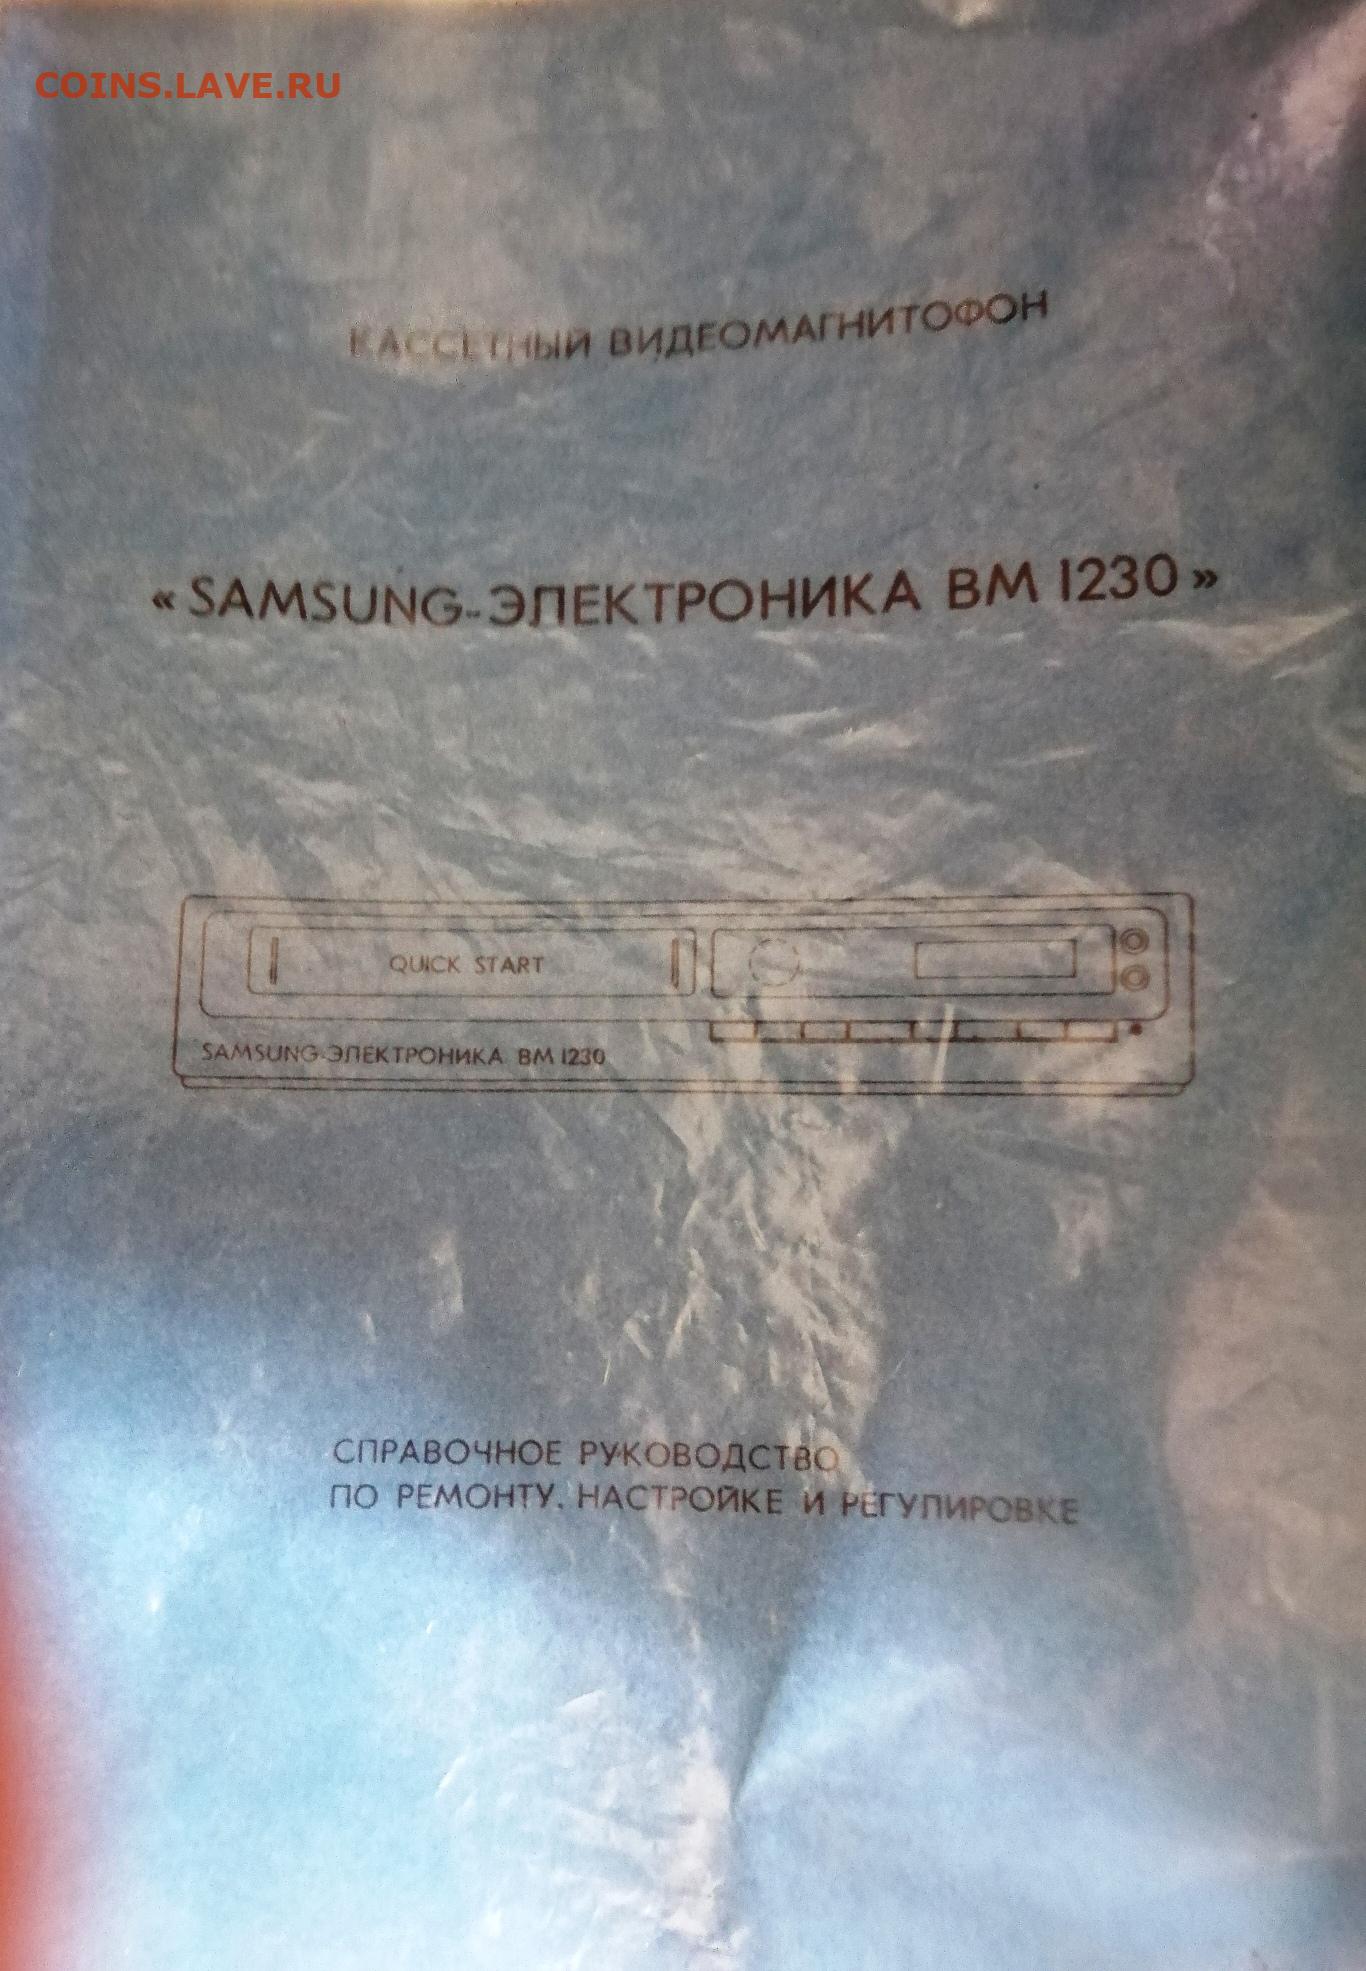 COINS.LAVE.RU
КАССЕТНЫЙ ВИДЕОМАГНИТОФОН
«SAMSUNG-ЭЛЕКТРОНИКА ВМ 1230»
QUICK START
SAMSUNG-ЭЛЕКТРОНИКА ВМ 1230
СПРАВОЧНОЕ РУКОВОДСТВО
ПО РЕМОНТУ, НАСТРОЙКЕ И РЕГУЛИРОВКЕ